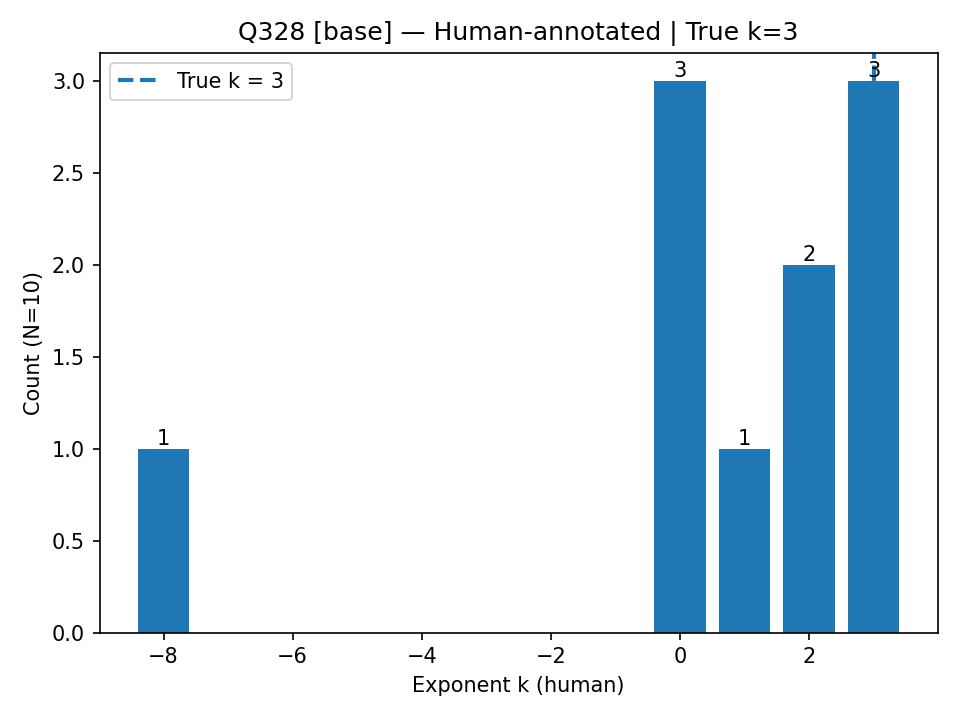 Q328 [base] — Human-annotated | True k=3
True k = 3
3
3
2
1
1
3.0
2.5
2.0
1.5
1.0
0.5
0.0
Count (N=10)
−8 −6 −4 −2 0 2
Exponent k (human)